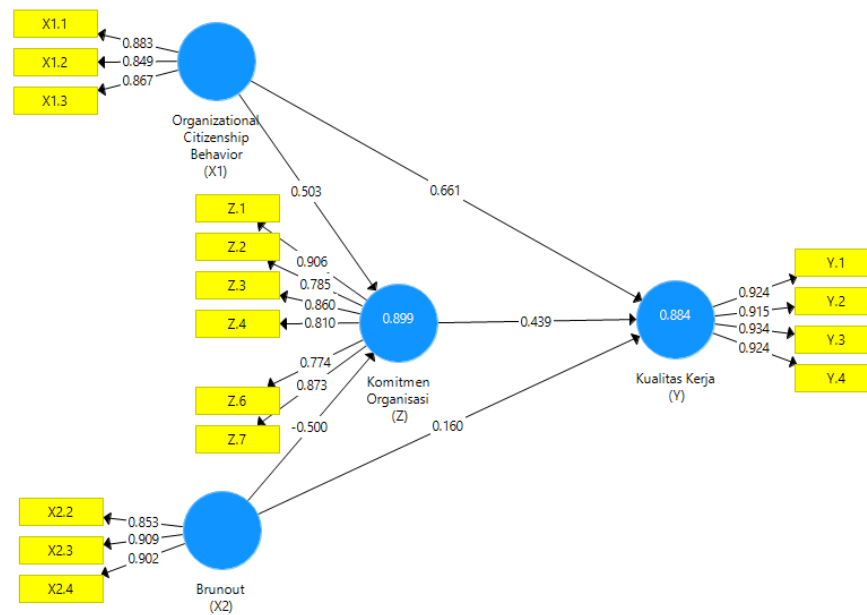 X1.1
X1.2
X1.3
0.883
0.849
0.867
Organizational
Citizenship
Behavior
(X1)
0.503
0.661
Z.1
Z.2
Z.3
Z.4
0.906
0.785
0.860
0.810
0.899
0.439
0.884
Y.1
Y.2
Y.3
Y.4
0.924
0.915
0.934
0.924
Kualitas Kerja
(Y)
Komitmen
Organisasi
(Z)
0.774
0.873
Z.6
Z.7
-0.500
0.160
X2.2
X2.3
X2.4
0.853
0.909
0.902
Brunout
(X2)